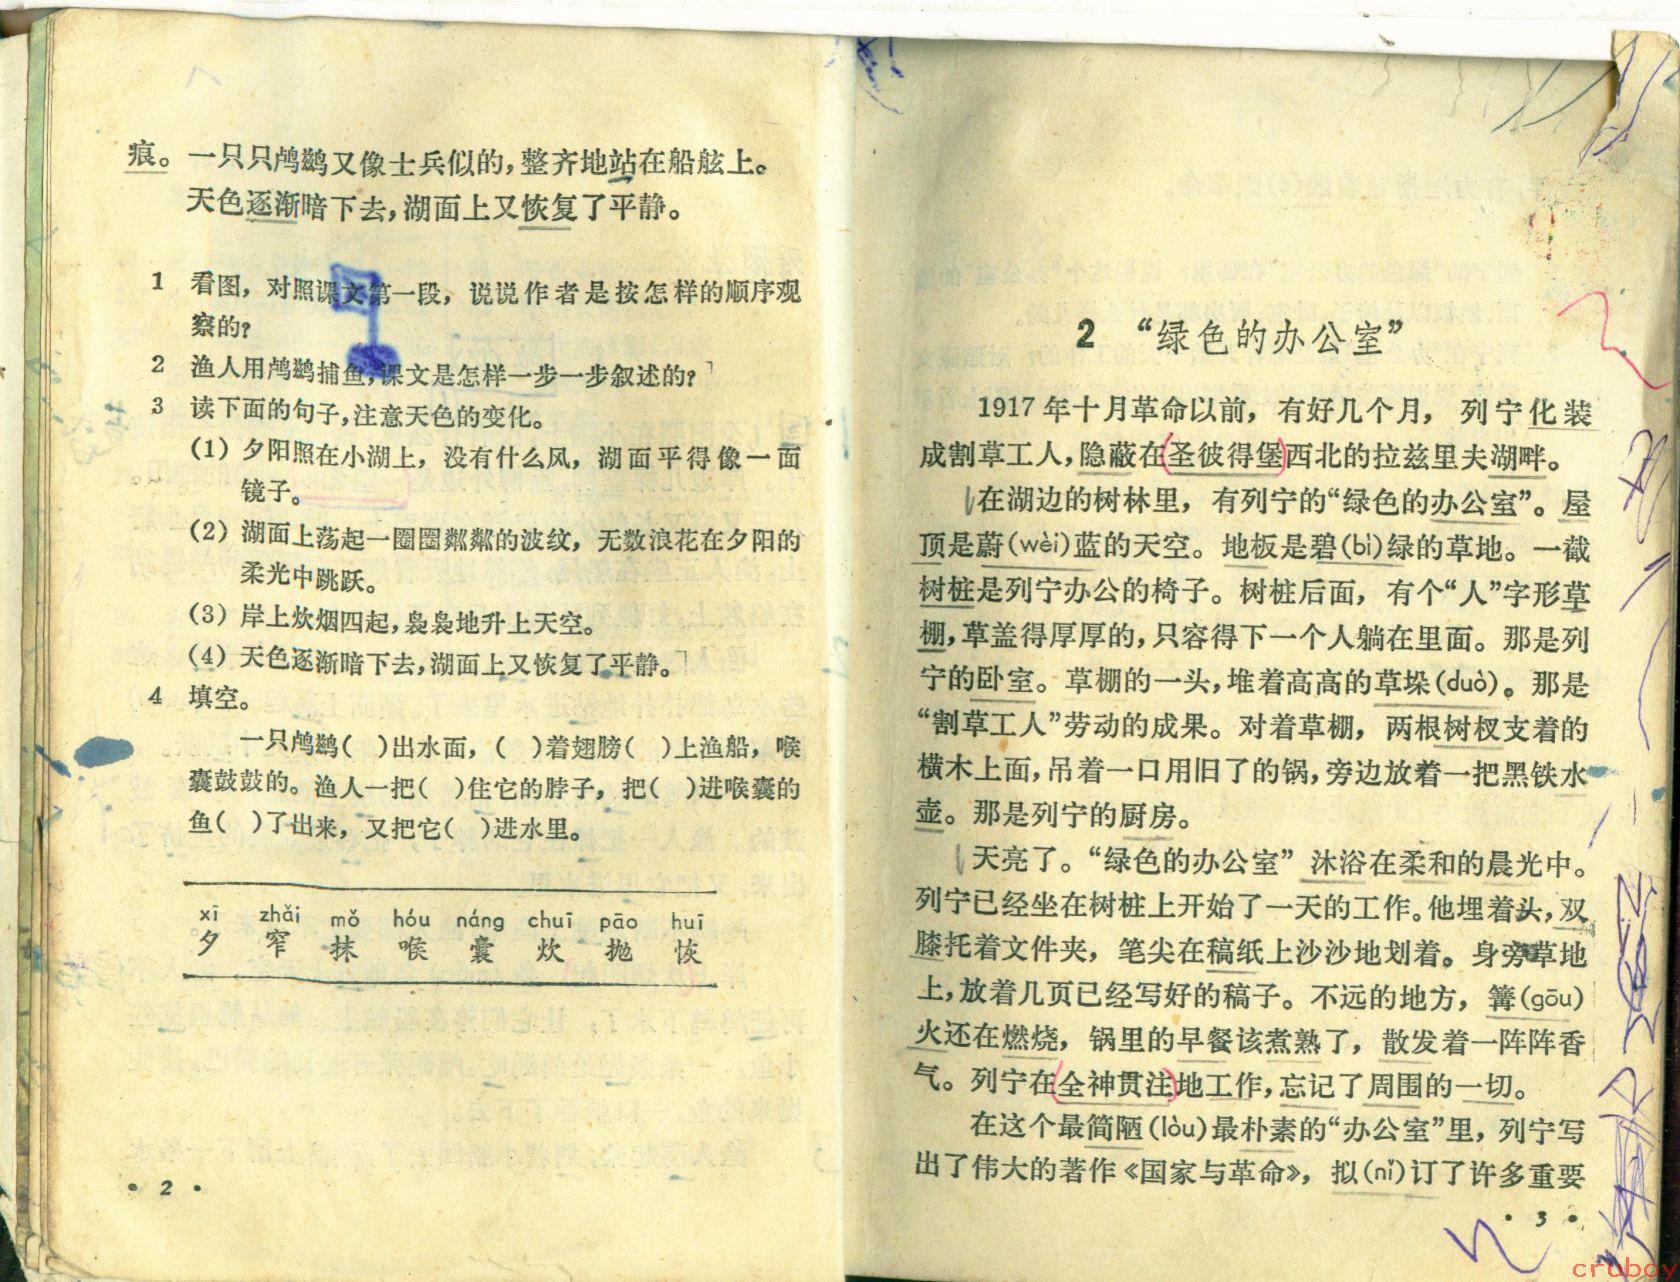 痕。一只只鸬鹚又像士兵似的，整齐地站在船舷上。
天色逐渐暗下去，湖面上又恢复了平静。
1 看图，对照课文第一段，说说作者是按怎样的顺序观
察的？
2 渔人用鸬鹚捕鱼，课文是怎样一步一步叙述的？
3 读下面的句子，注意天色的变化。
(1) 夕阳照在小湖上，没有什么风，湖面平得像一面
镜子。
(2) 湖面上荡起一圈圈粼粼的波纹，无数浪花在夕阳的
柔光中跳跃。
(3) 岸上炊烟四起，袅袅地升上天空。
(4) 天色逐渐暗下去，湖面上又恢复了平静。
4 填空。
一只鸬鹚( )出水面，( )着翅膀( )上渔船，喉
囊鼓鼓的。渔人一把( )住它的脖子，把( )进喉囊的
鱼( )了出来，又把它( )进水里。
xī zhǎi mǒ hóu náng chuī pāo huī
夕 窄 抹 喉 囊 炊 抛 恢
• 2 •
2 “绿色的办公室”
1917 年十月革命以前，有好几个月，列宁化装
成割草工人，隐蔽在圣彼得堡西北的拉兹里夫湖畔。
在湖边的树林里，有列宁的“绿色的办公室”。屋
顶是蔚(wèi)蓝的天空。地板是碧(bì)绿的草地。一截
树桩是列宁办公的椅子。树桩后面，有个“人”字形草
棚，草盖得厚厚的，只容得下一个人躺在里面。那是列
宁的卧室。草棚的一头，堆着高高的草垛(duò)。那是
“割草工人”劳动的成果。对着草棚，两根树杈支着的
横木上面，吊着一口用旧了的锅，旁边放着一把黑铁水
壶。那是列宁的厨房。
天亮了。“绿色的办公室”沐浴在柔和的晨光中。
列宁已经坐在树桩上开始了一天的工作。他埋着头，双
膝托着文件夹，笔尖在稿纸上沙沙地划着。身旁草地
上，放着几页已经写好的稿子。不远的地方，篝(gōu)
火还在燃烧，锅里的早餐该煮熟了，散发着一阵阵香
气。列宁在全神贯注地工作，忘记了周围的一切。
在这个最简陋(lòu)最朴素的“办公室”里，列宁写
出了伟大的著作《国家与革命》，拟(nǐ)订了许多重要
• 3 •
cruboy